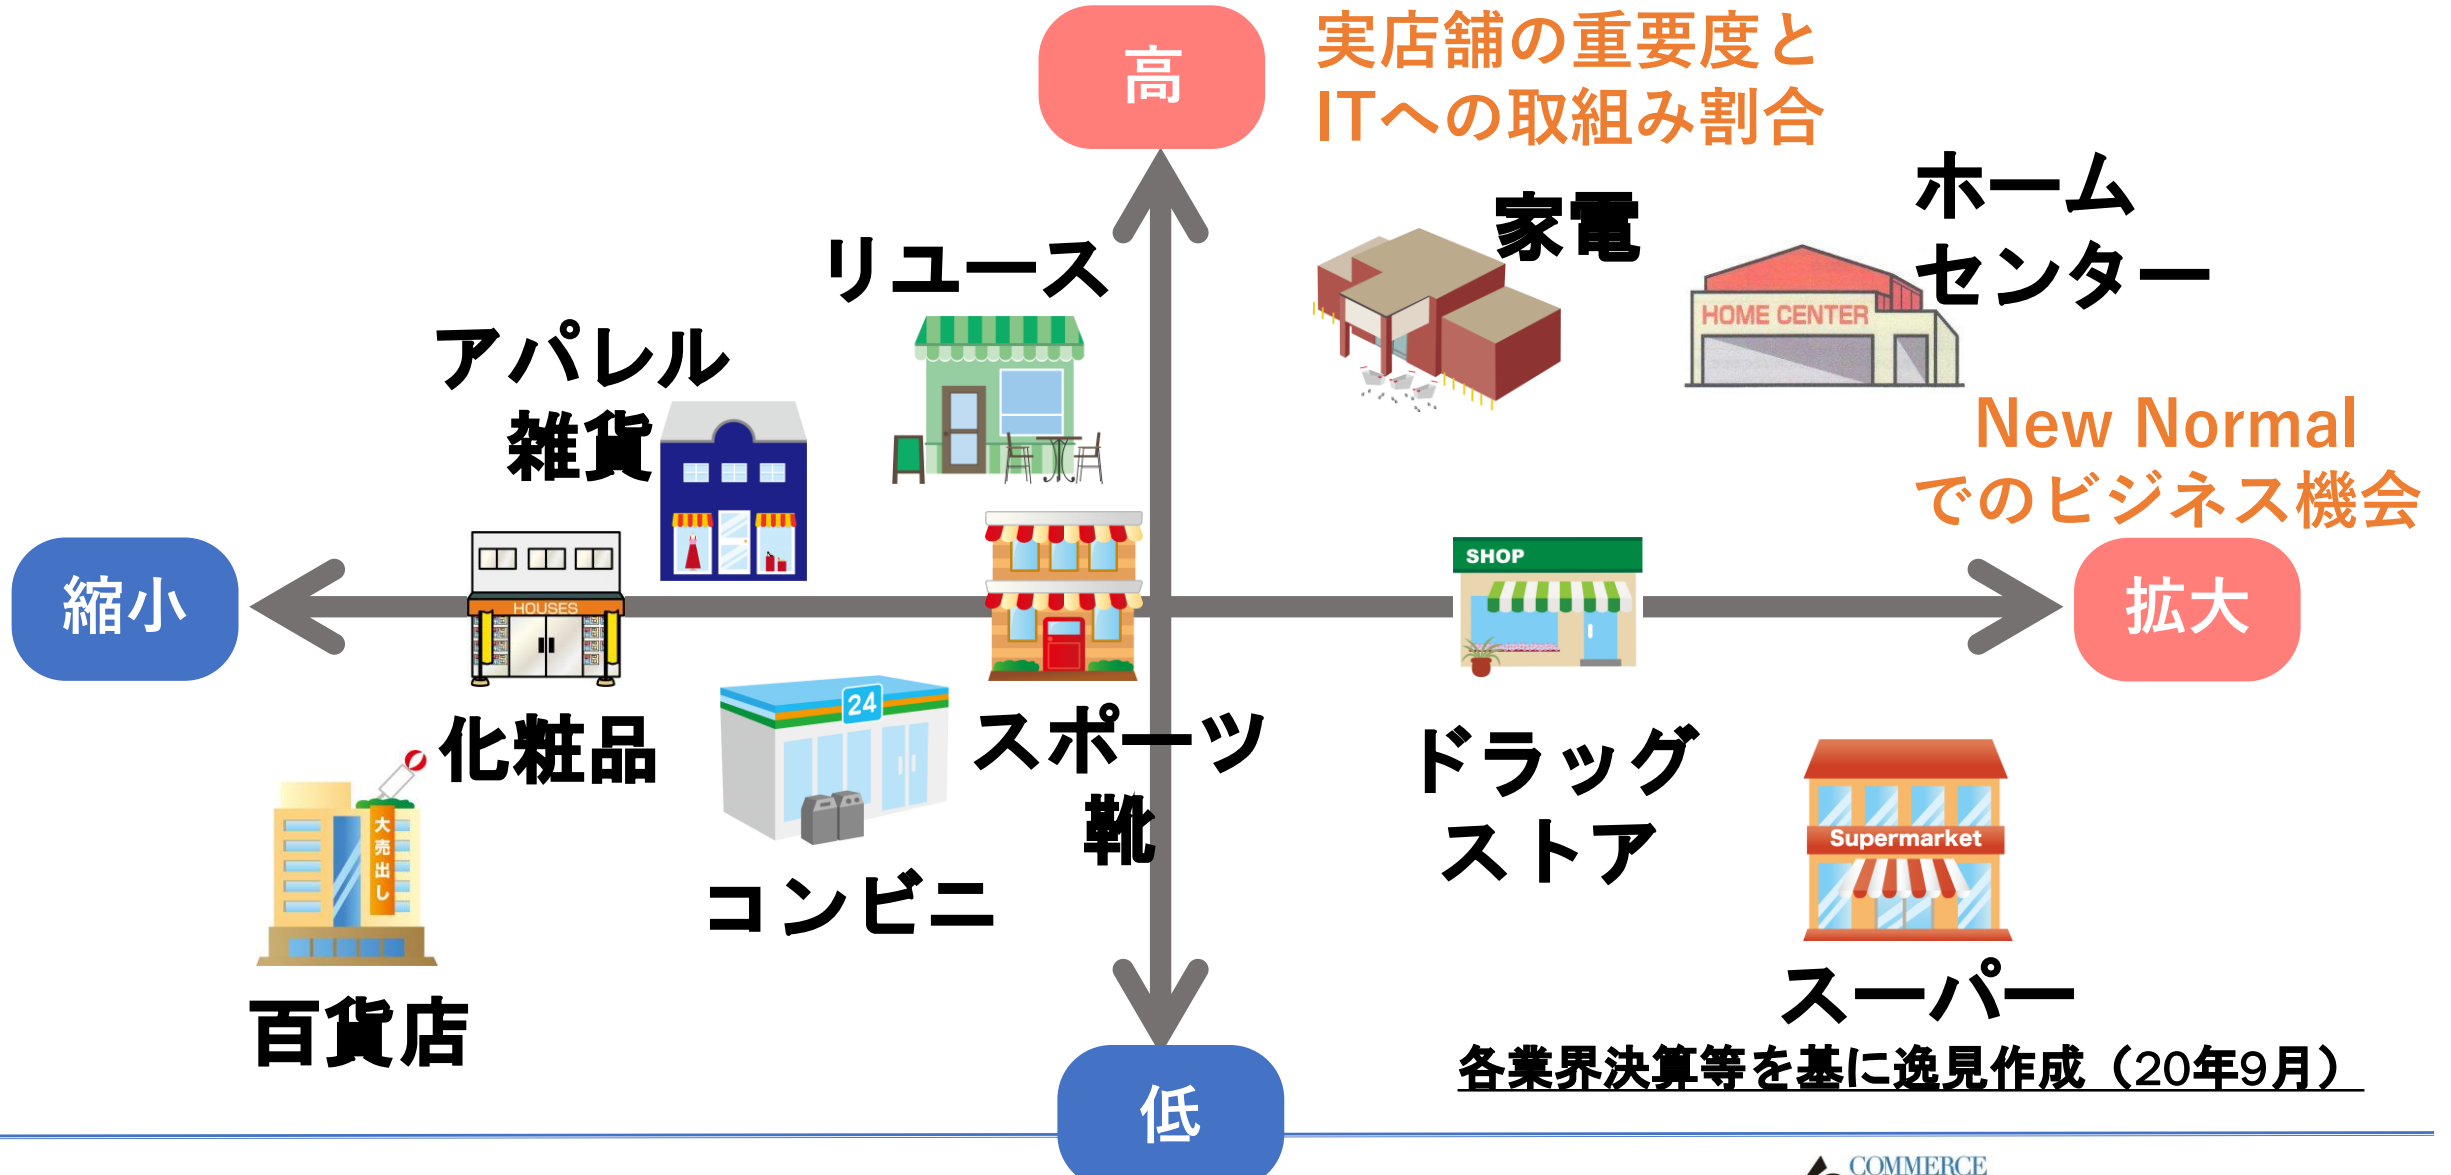 高
実店舗の重要度と
ITへの取組み割合
家電
ホーム
センター
HOME CENTER
リユース
アパレル
雑貨
New Normal
でのビジネス機会
縮小
HOUSES
SHOP
拡大
化粧品
24
スポーツ
靴
ドラッグ
ストア
大売出し
コンビニ
Supermarket
百貨店
スーパー
各業界決算等を基に逸見作成（20年9月）
低
COMMERCE